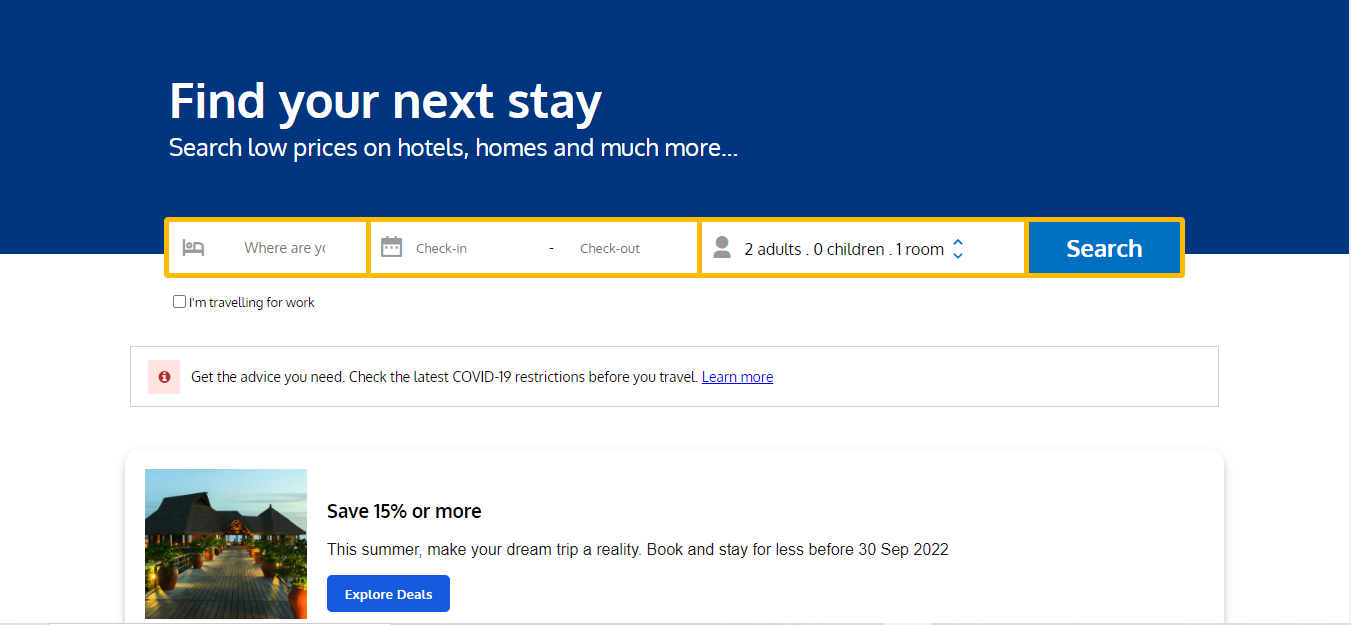 Find your next stay
Search low prices on hotels, homes and much more...
Where are yo
Check-in - Check-out
2 adults . 0 children . 1 room
Search
I'm travelling for work
Get the advice you need. Check the latest COVID-19 restrictions before you travel. Learn more
Save 15% or more
This summer, make your dream trip a reality. Book and stay for less before 30 Sep 2022
Explore Deals